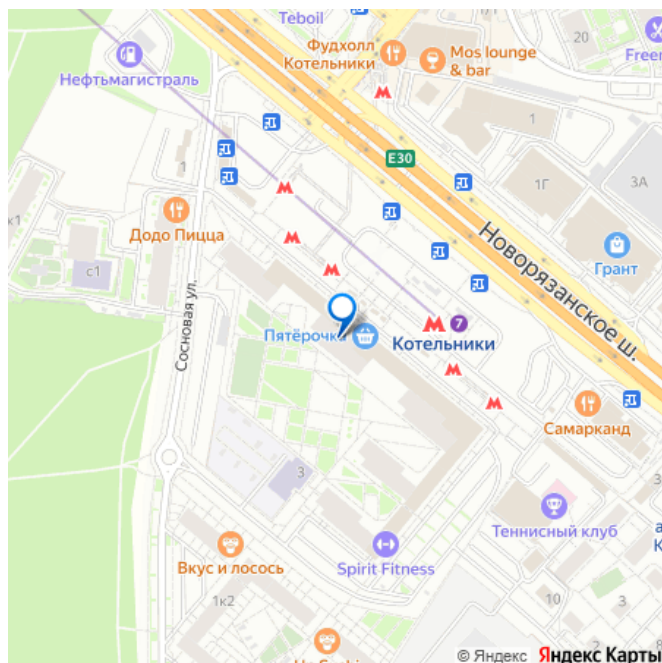 Teboil
20
Freer
Фудхолл
Котельники
Mos lounge
& bar
Нефтьмагистраль
М
1
E30
1
1Г
3А
М
Додо Пицца
к1
с1
Новорязанское ш.
Грант
М
М
Сосновая ул.
Пятёрочка
М
7
Котельники
М
М
Самарканд
3
Теннисный клуб
Вкус и лосось
Spirit Fitness
1к2
10
3
2
8
© Яндекс Яндекс Карты